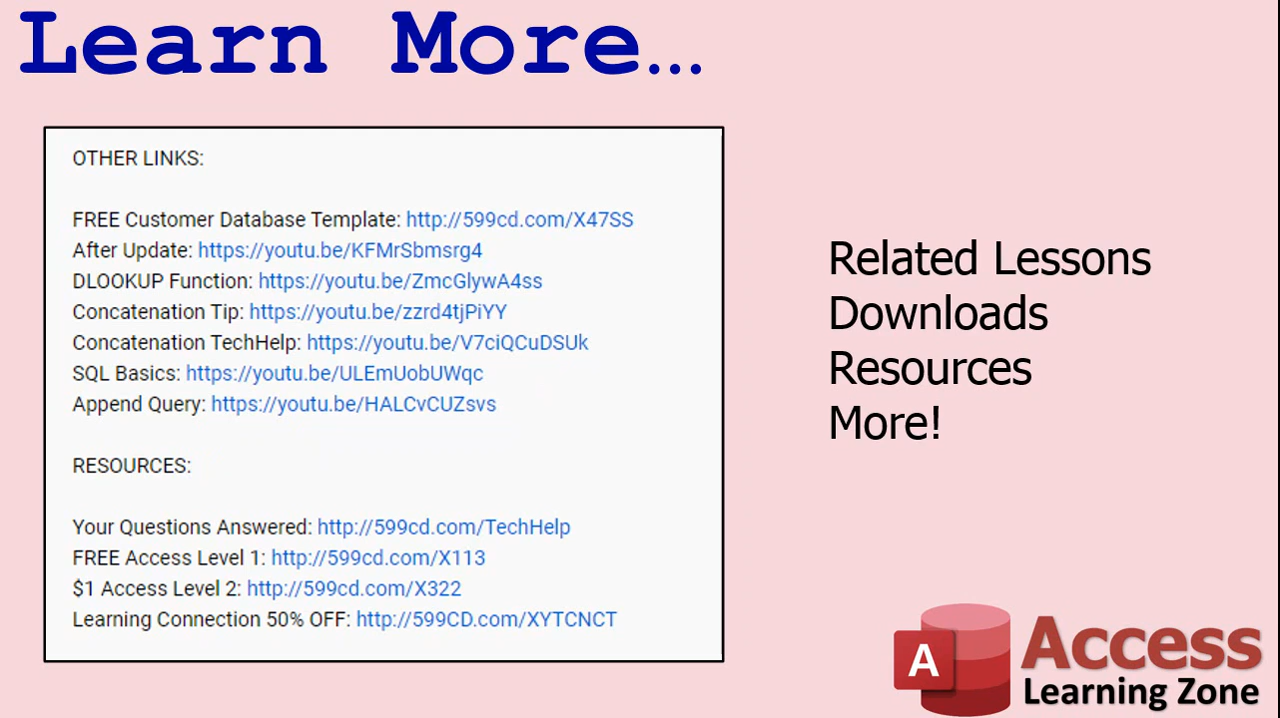 Learn More...
OTHER LINKS:
FREE Customer Database Template: http://599cd.com/X47SS
After Update: https://youtu.be/KFMrSbmsrg4
DLOOKUP Function: https://youtu.be/ZmcGlywA4ss
Concatenation Tip: https://youtu.be/zzrd4tjPiYY
Concatenation TechHelp: https://youtu.be/V7ciQCuDSUk
SQL Basics: https://youtu.be/ULEmUobUWqc
Append Query: https://youtu.be/HALCvCUZsvs
RESOURCES:
Your Questions Answered: http://599cd.com/TechHelp
FREE Access Level 1: http://599cd.com/X113
$1 Access Level 2: http://599cd.com/X322
Learning Connection 50% OFF: http://599CD.com/XYTCNCT
Related Lessons
Downloads
Resources
More!
A
Access
Learning Zone